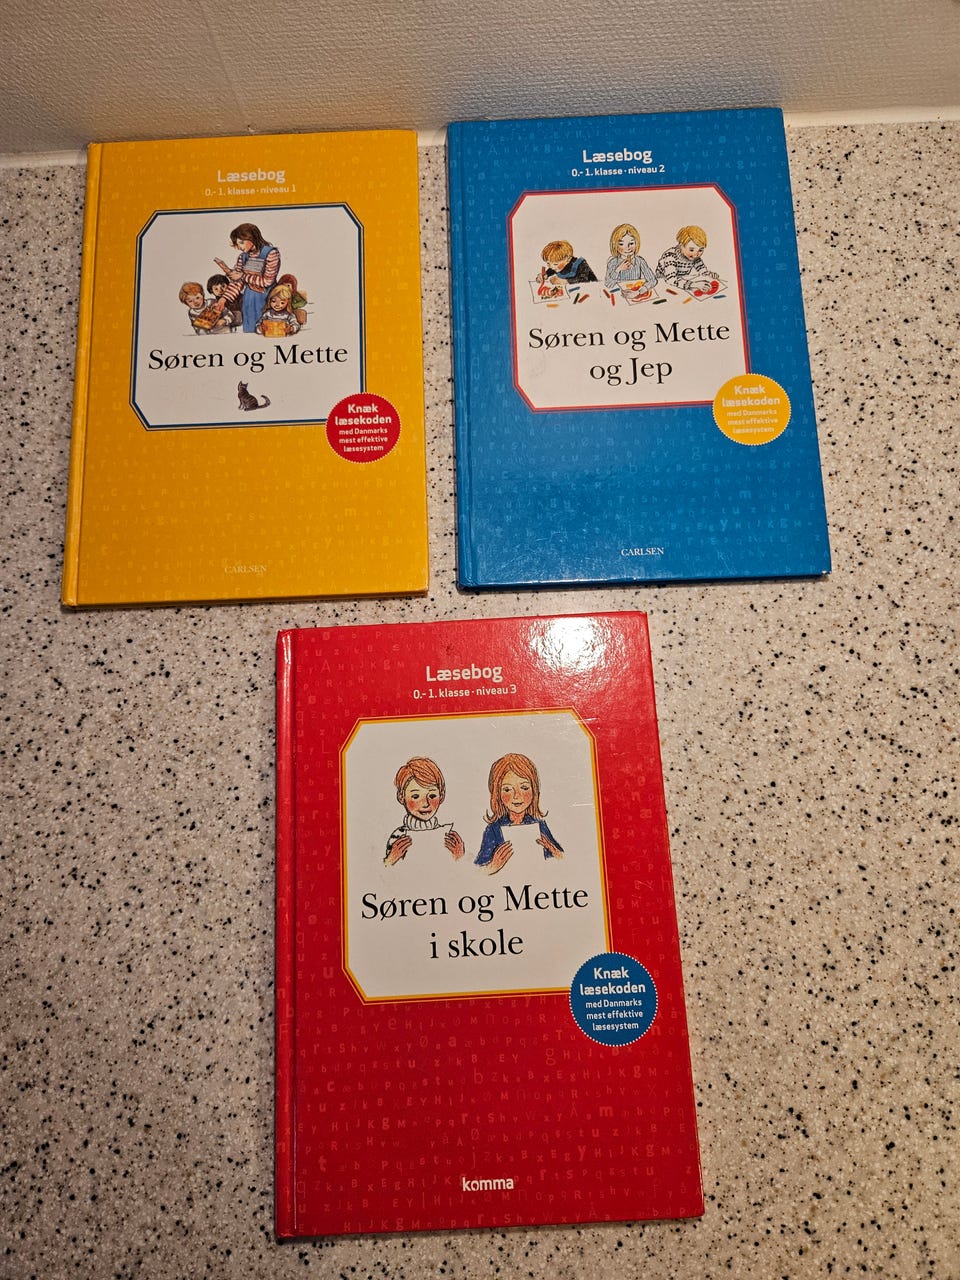 Læsebog
0.- 1. klasse · niveau 1
Søren og Mette
Knæk
læsekoden
med Danmarks
mest effektive
læsesystem
CARLSEN
Læsebog
0.- 1. klasse · niveau 2
Søren og Mette
og Jep
Knæk
læsekoden
med Danmarks
mest effektive
læsesystem
CARLSEN
Læsebog
0.- 1. klasse · niveau 3
Søren og Mette
i skole
Knæk
læsekoden
med Danmarks
mest effektive
læsesystem
komma